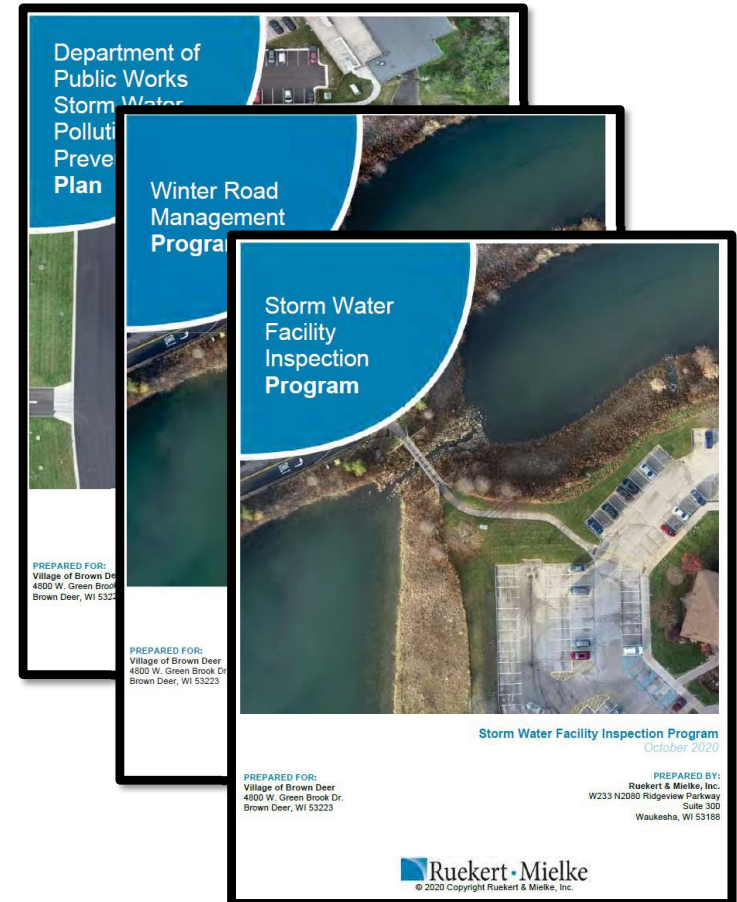 Department of
Public Works
Storm Water
Polluti
Preve
Plan
PREPARED FOR:
Village of Brown De
4800 W. Green Brook
Brown Deer, WI 5322
Winter Road
Management
Progra
PREPARED FOR:
Village of Brown Deer
4800 W. Green Brook Dr.
Brown Deer, WI 53223
Storm Water
Facility
Inspection
Program
Storm Water Facility Inspection Program
October 2020
PREPARED FOR:
Village of Brown Deer
4800 W. Green Brook Dr.
Brown Deer, WI 53223
PREPARED BY:
Ruekert & Mielke, Inc.
W233 N2080 Ridgeview Parkway
Suite 300
Waukesha, WI 53188
Ruekert·Mielke
© 2020 Copyright Ruekert & Mielke, Inc.